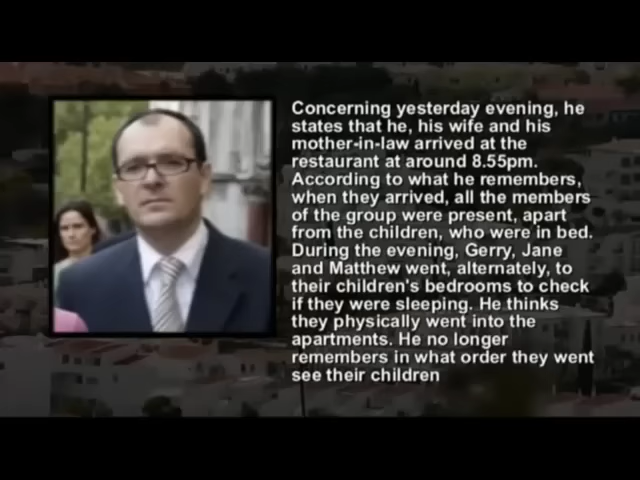 Concerning yesterday evening, he
states that he, his wife and his
mother-in-law arrived at the
restaurant at around 8.55pm.
According to what he remembers,
when they arrived, all the members
of the group were present, apart
from the children, who were in bed.
During the evening, Gerry, Jane
and Matthew went, alternately, to
their children's bedrooms to check
if they were sleeping. He thinks
they physically went into the
apartments. He no longer
remembers in what order they went
see their children